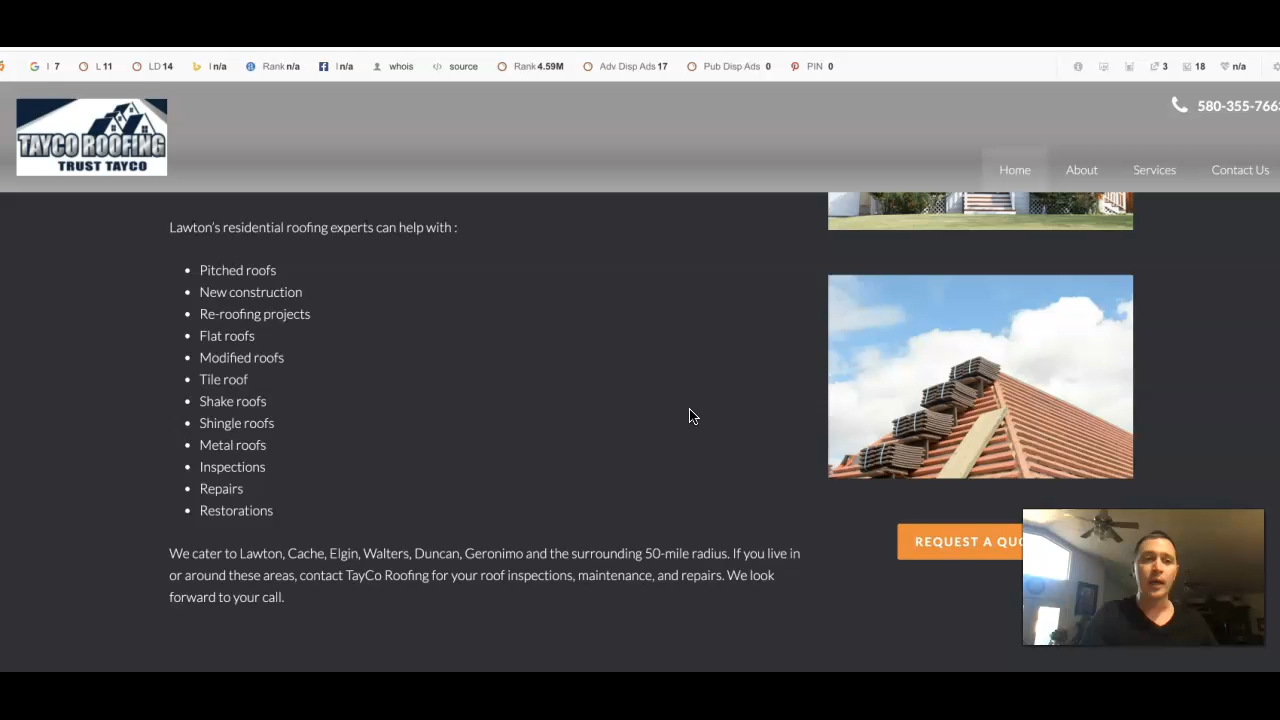 I 7 L 11 LD 14 I n/a Rank n/a I n/a whois source Rank 4.59M Adv Disp Ads 17 Pub Disp Ads 0 PIN 0 3 18 n/a
580-355-766
TAYCO ROOFING
TRUST TAYCO
Home About Services Contact Us
Lawton's residential roofing experts can help with :
Pitched roofs
New construction
Re-roofing projects
Flat roofs
Modified roofs
Tile roof
Shake roofs
Shingle roofs
Metal roofs
Inspections
Repairs
Restorations
We cater to Lawton, Cache, Elgin, Walters, Duncan, Geronimo and the surrounding 50-mile radius. If you live in
or around these areas, contact TayCo Roofing for your roof inspections, maintenance, and repairs. We look
forward to your call.
REQUEST A